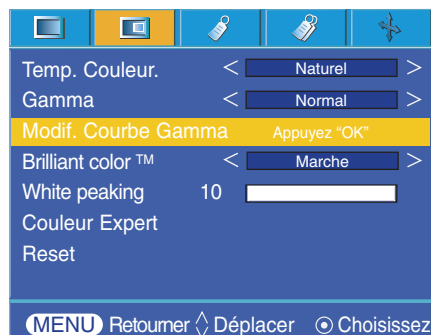 Temp. Couleur. < Naturel >
Gamma < Normal >
Modif. Courbe Gamma Appuyez “OK”
Brilliant color ™ < Marche >
White peaking 10
Couleur Expert
Reset
MENU Retourner Déplacer Choisissez